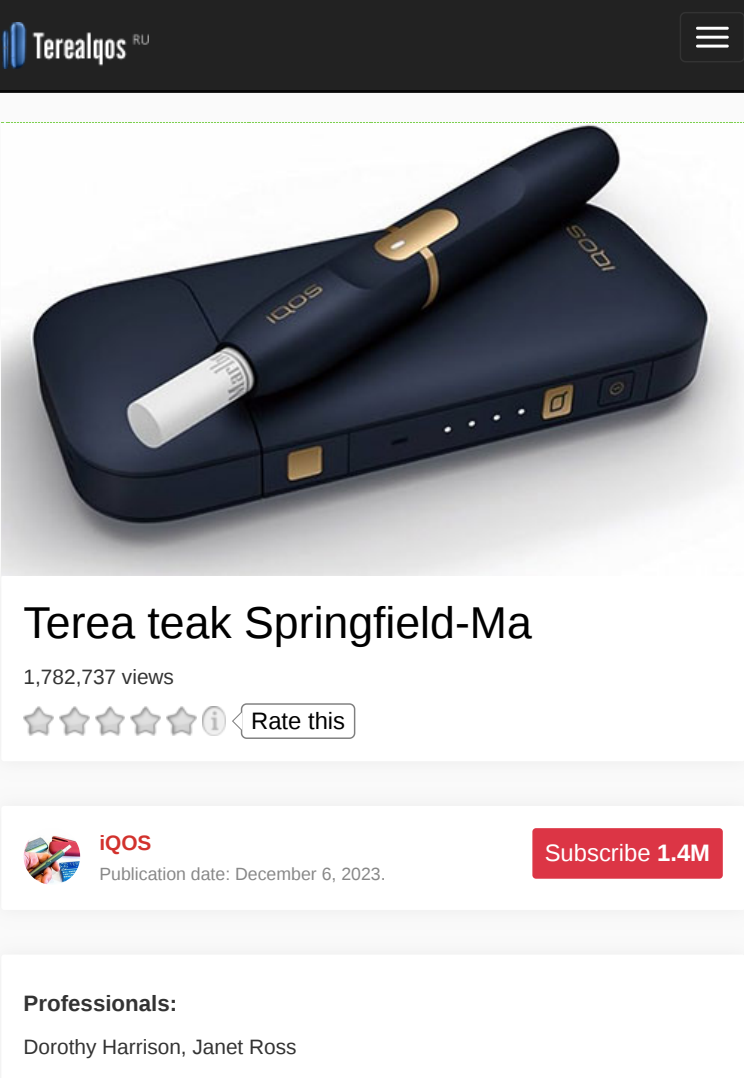 TereaIqos RU
IQOS
IQOS
Terea teak Springfield-Ma
1,782,737 views
Rate this
iQOS
Publication date: December 6, 2023.
Subscribe 1.4M
Professionals:
Dorothy Harrison, Janet Ross